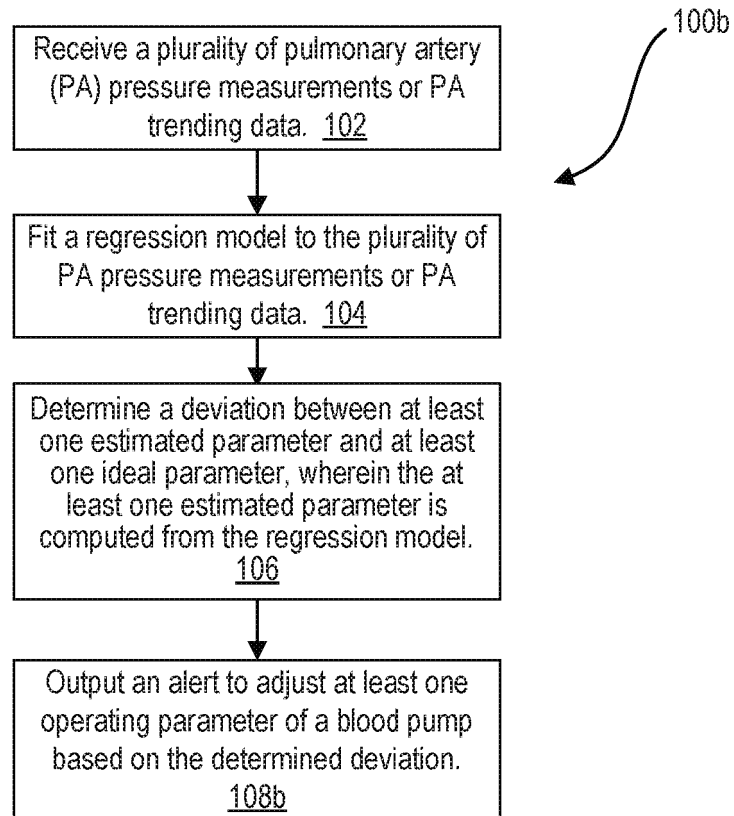 100b
Receive a plurality of pulmonary artery
(PA) pressure measurements or PA
trending data. 102
Fit a regression model to the plurality of
PA pressure measurements or PA
trending data. 104
Determine a deviation between at least
one estimated parameter and at least
one ideal parameter, wherein the at
least one estimated parameter is
computed from the regression model.
106
Output an alert to adjust at least one
operating parameter of a blood pump
based on the determined deviation.
108b